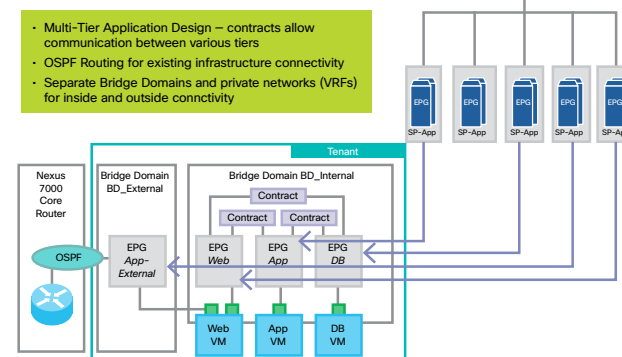 • Multi-Tier Application Design – contracts allow
communication between various tiers
• OSPF Routing for existing infrastructure connectivity
• Separate Bridge Domains and private networks (VRFs)
for inside and outside connctivity
EPG
EPG
EPG
EPG
EPG
SP-App
SP-App
SP-App
SP-App
SP-App
Tenant
Nexus
7000
Core
Router
Bridge Domain
BD_External
Bridge Domain BD_Internal
Contract
Contract
Contract
OSPF
EPG
App-
External
EPG
Web
EPG
App
EPG
DB
Web
VM
App
VM
DB
VM